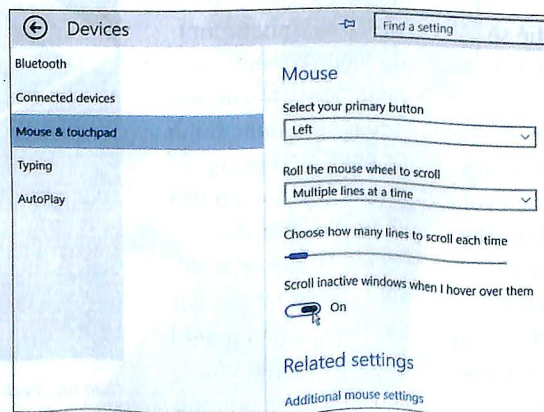 Devices
Find a setting
Bluetooth
Connected devices
Mouse & touchpad
Typing
AutoPlay
Mouse
Select your primary button
Left
Roll the mouse wheel to scroll
Multiple lines at a time
Choose how many lines to scroll each time
Scroll inactive windows when I hover over them
On
Related settings
Additional mouse settings